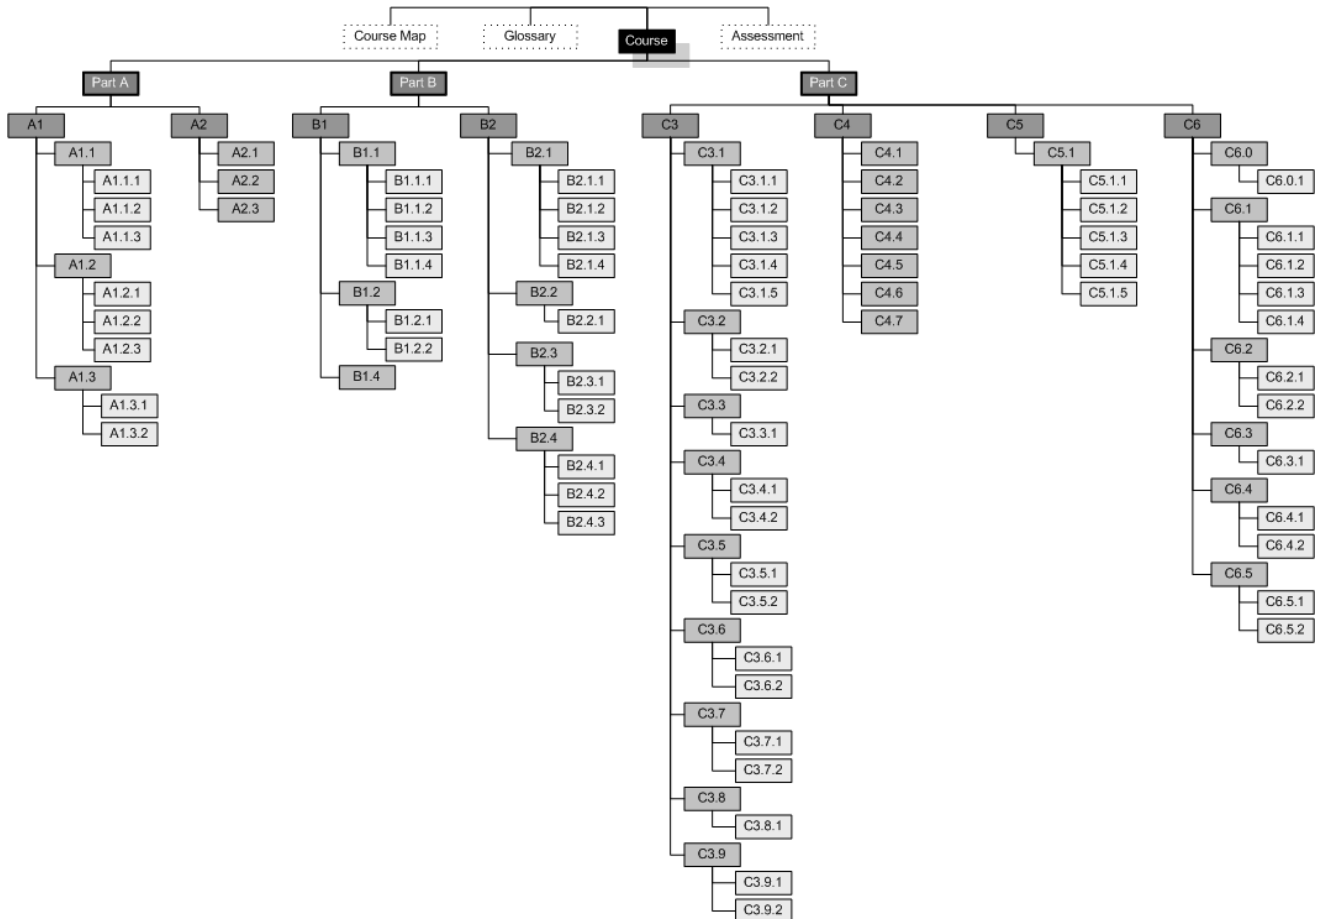 Course Map
Glossary
Course
Assessment
Part A
Part B
Part C
A1
A1.1
A1.1.1
A1.1.2
A1.1.3
A1.2
A1.2.1
A1.2.2
A1.2.3
A1.3
A1.3.1
A1.3.2
A2
A2.1
A2.2
A2.3
B1
B1.1
B1.1.1
B1.1.2
B1.1.3
B1.1.4
B1.2
B1.2.1
B1.2.2
B1.4
B2
B2.1
B2.1.1
B2.1.2
B2.1.3
B2.1.4
B2.2
B2.2.1
B2.3
B2.3.1
B2.3.2
B2.4
B2.4.1
B2.4.2
B2.4.3
C3
C3.1
C3.1.1
C3.1.2
C3.1.3
C3.1.4
C3.1.5
C3.2
C3.2.1
C3.2.2
C3.3
C3.3.1
C3.4
C3.4.1
C3.4.2
C3.5
C3.5.1
C3.5.2
C3.6
C3.6.1
C3.6.2
C3.7
C3.7.1
C3.7.2
C3.8
C3.8.1
C3.9
C3.9.1
C3.9.2
C4
C4.1
C4.2
C4.3
C4.4
C4.5
C4.6
C4.7
C5
C5.1
C5.1.1
C5.1.2
C5.1.3
C5.1.4
C5.1.5
C6
C6.0
C6.0.1
C6.1
C6.1.1
C6.1.2
C6.1.3
C6.1.4
C6.2
C6.2.1
C6.2.2
C6.3
C6.3.1
C6.4
C6.4.1
C6.4.2
C6.5
C6.5.1
C6.5.2